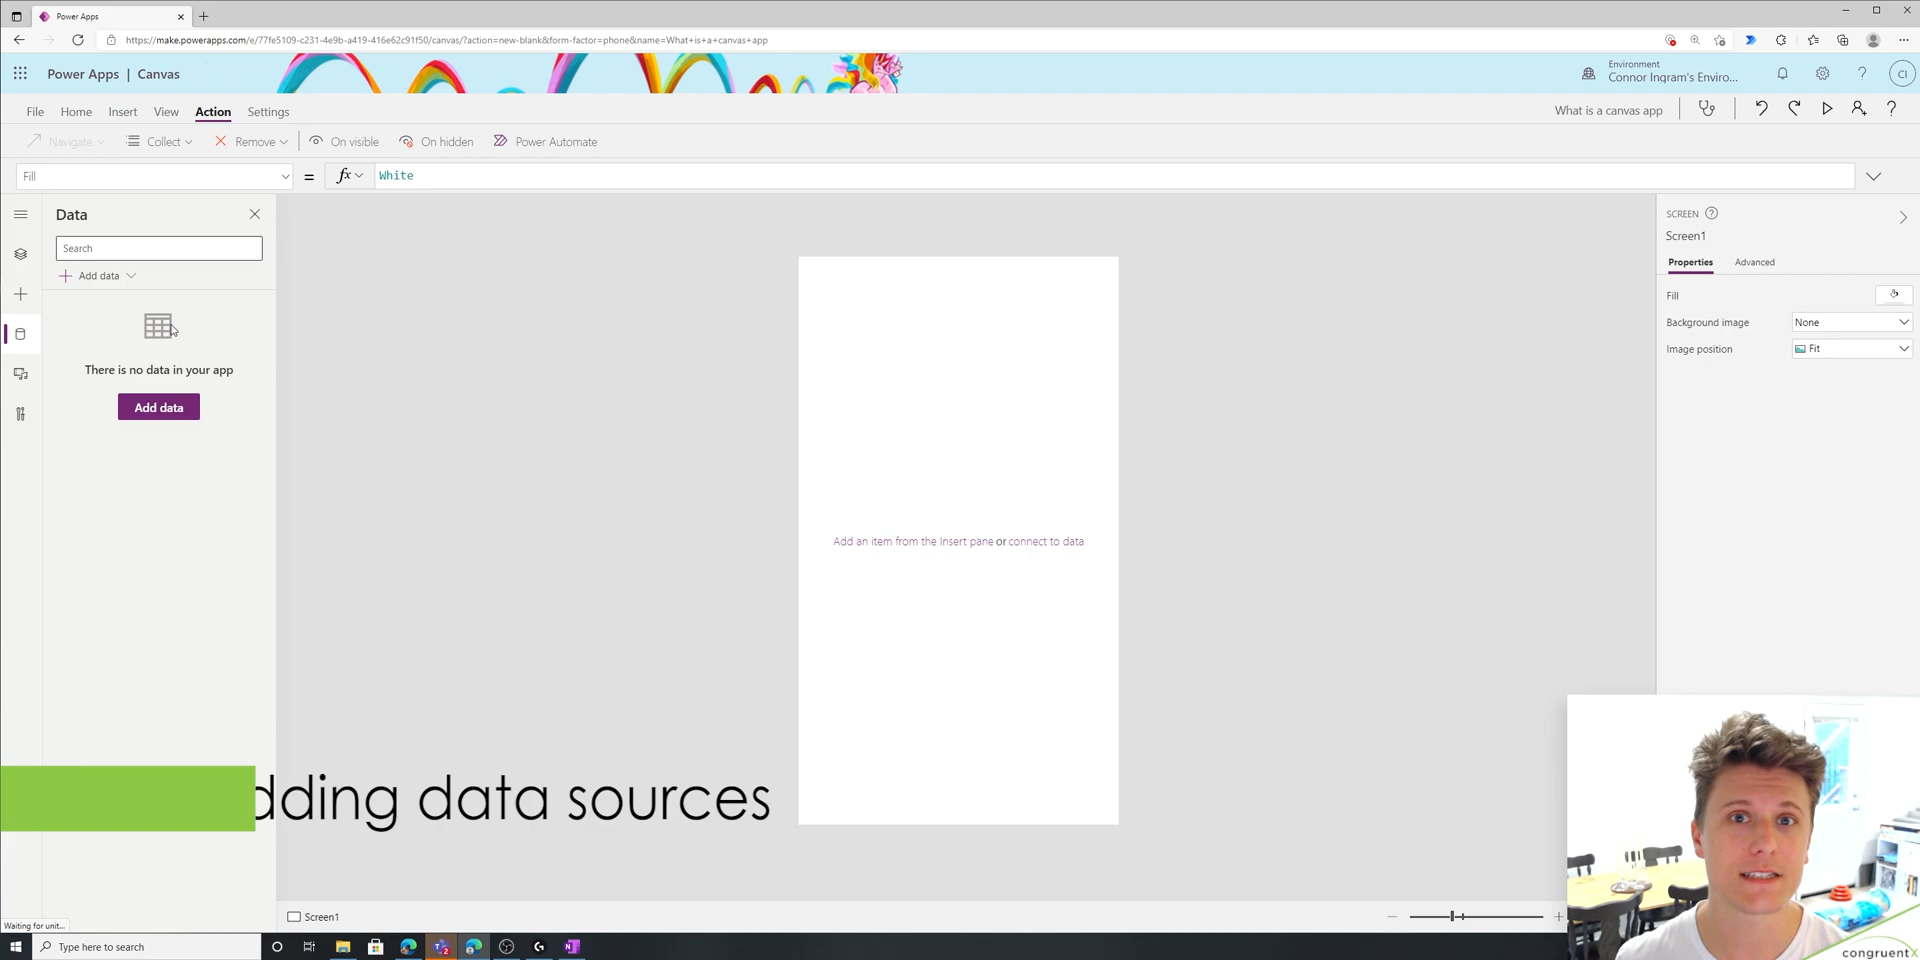 Power Apps
https://make.powerapps.com/e/77fe5109-c231-4e9b-a419-416e62c91f50/canvas/?action=new-blank&form-factor=phone&name=What+is+a+canvas+app
Power Apps | Canvas
Environment
Connor Ingram's Enviro...
CI
File Home Insert View Action Settings
What is a canvas app
Navigate Collect Remove On visible On hidden Power Automate
Fill = fx White
Data
Search
Add data
There is no data in your app
Add data
Add an item from the Insert pane or connect to data
SCREEN
Screen1
Properties Advanced
Fill
Background image None
Image position Fit
dding data sources
Screen1
Waiting for unit...
Type here to search
congruentX